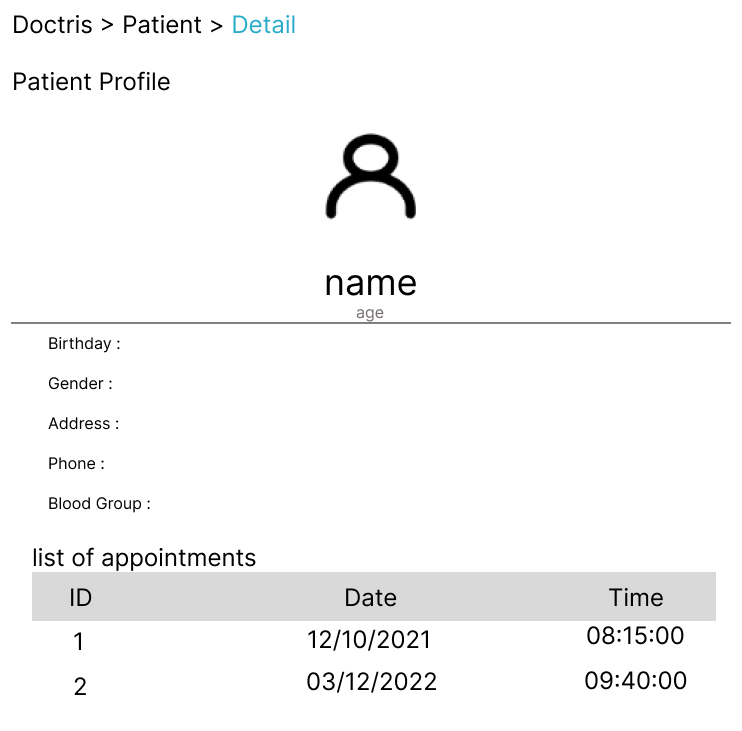 Doctris > Patient > Detail
Patient Profile
name
age
Birthday :
Gender :
Address :
Phone :
Blood Group :
list of appointments
ID Date Time
1 12/10/2021 08:15:00
2 03/12/2022 09:40:00